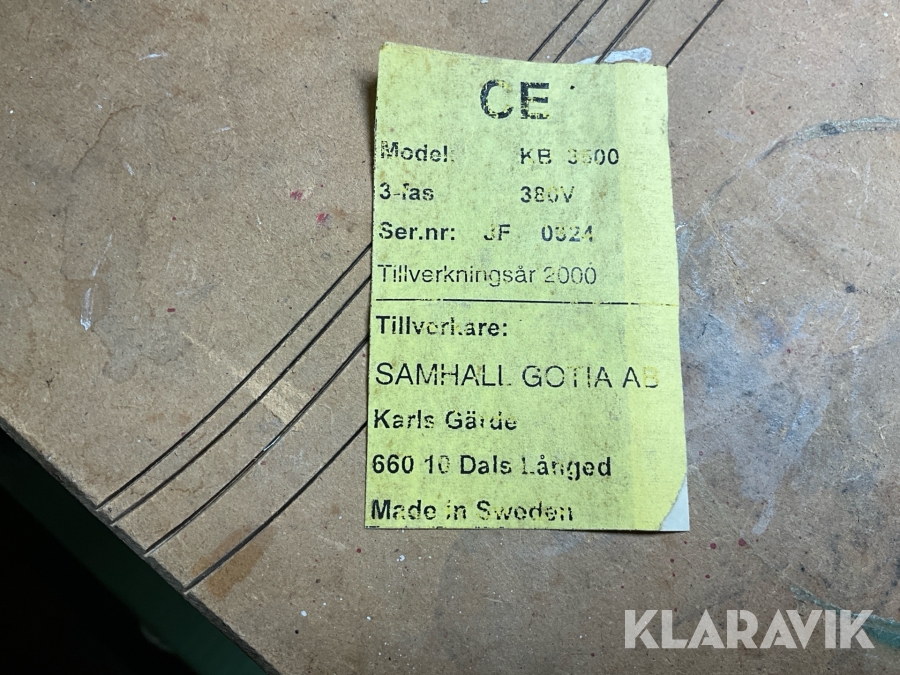 CE
Model: KB 3500
3-fas 380V
Ser.nr: JF 0324
Tillverkningsår 2000
Tillverkare:
SAMHALL GOTIA AB
Karls Gärde
660 10 Dals Långed
Made in Sweden
KLARAVIK